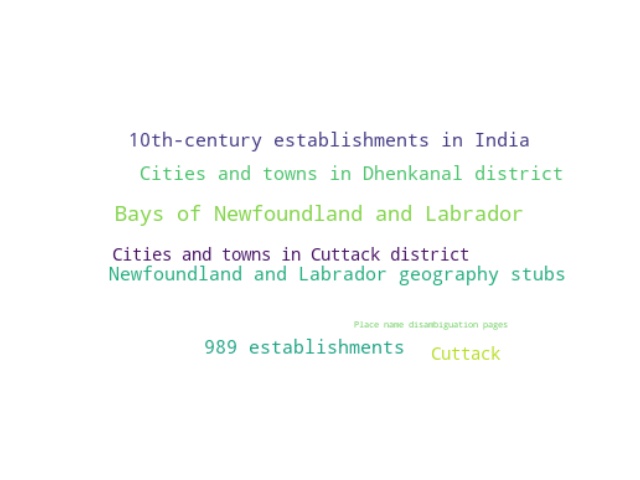 10th-century establishments in India
Cities and towns in Dhenkanal district
Bays of Newfoundland and Labrador
Cities and towns in Cuttack district
Newfoundland and Labrador geography stubs
Place name disambiguation pages
989 establishments
Cuttack